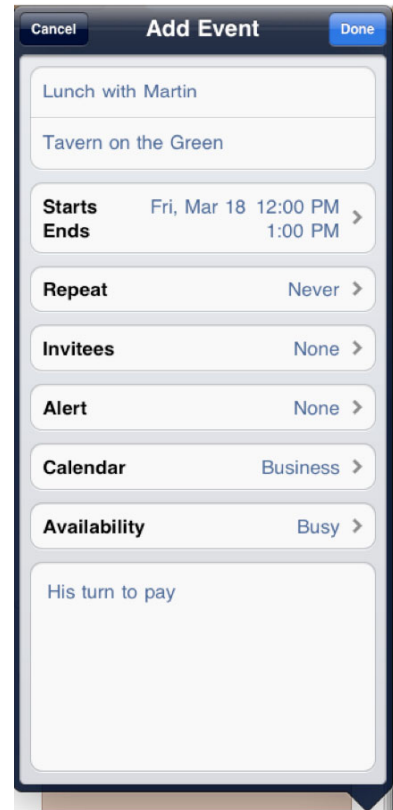 Cancel Add Event Done
Lunch with Martin
Tavern on the Green
Starts Fri, Mar 18 12:00 PM
Ends 1:00 PM
Repeat Never
Invitees None
Alert None
Calendar Business
Availability Busy
His turn to pay